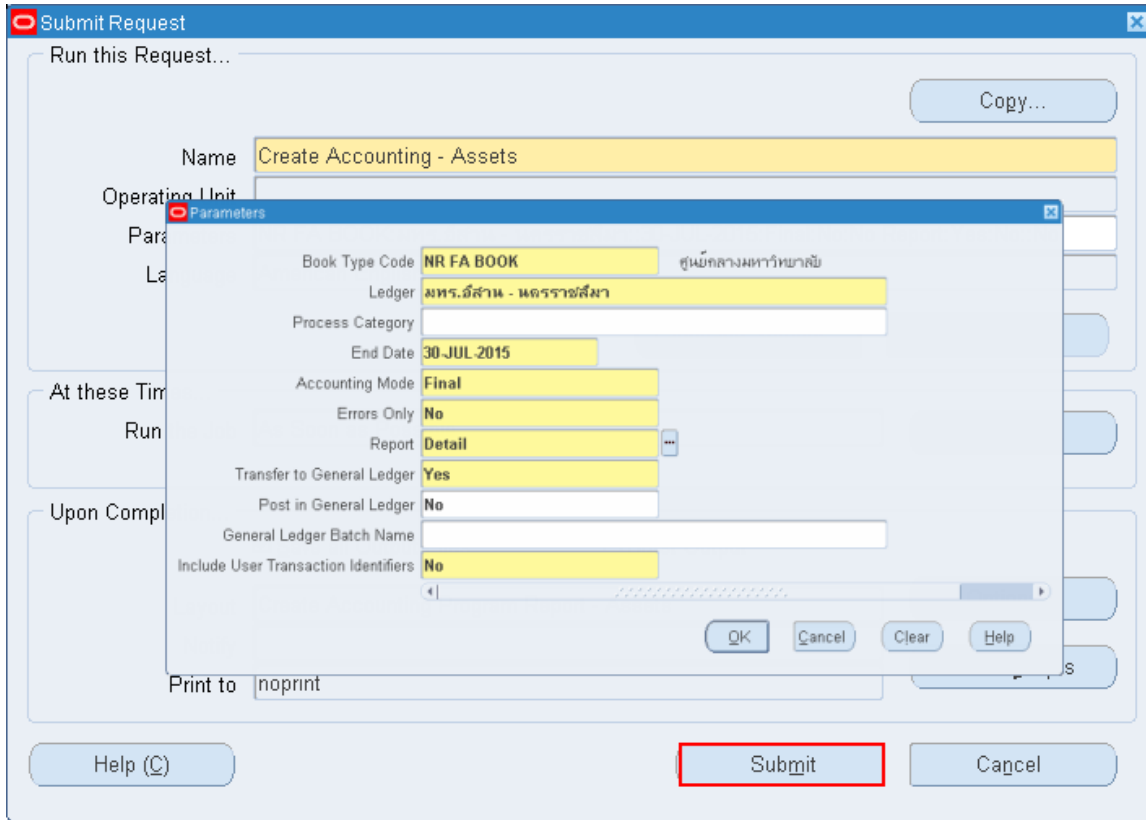 Submit Request
Run this Request...
Copy...
Name Create Accounting - Assets
Operating Unit
Parameters
Para
Book Type Code NR FA BOOK ศูนย์กลางมหาวิทยาลัย
La
Ledger มทร.อีสาน - นครราชสีมา
Process Category
End Date 30-JUL-2015
At these Tim
Accounting Mode Final
Errors Only No
Run
Report Detail
Transfer to General Ledger Yes
Upon Compl
Post in General Ledger No
General Ledger Batch Name
Include User Transaction Identifiers No
OK Cancel Clear Help
Print to noprint
s
Help (C) Submit Cancel